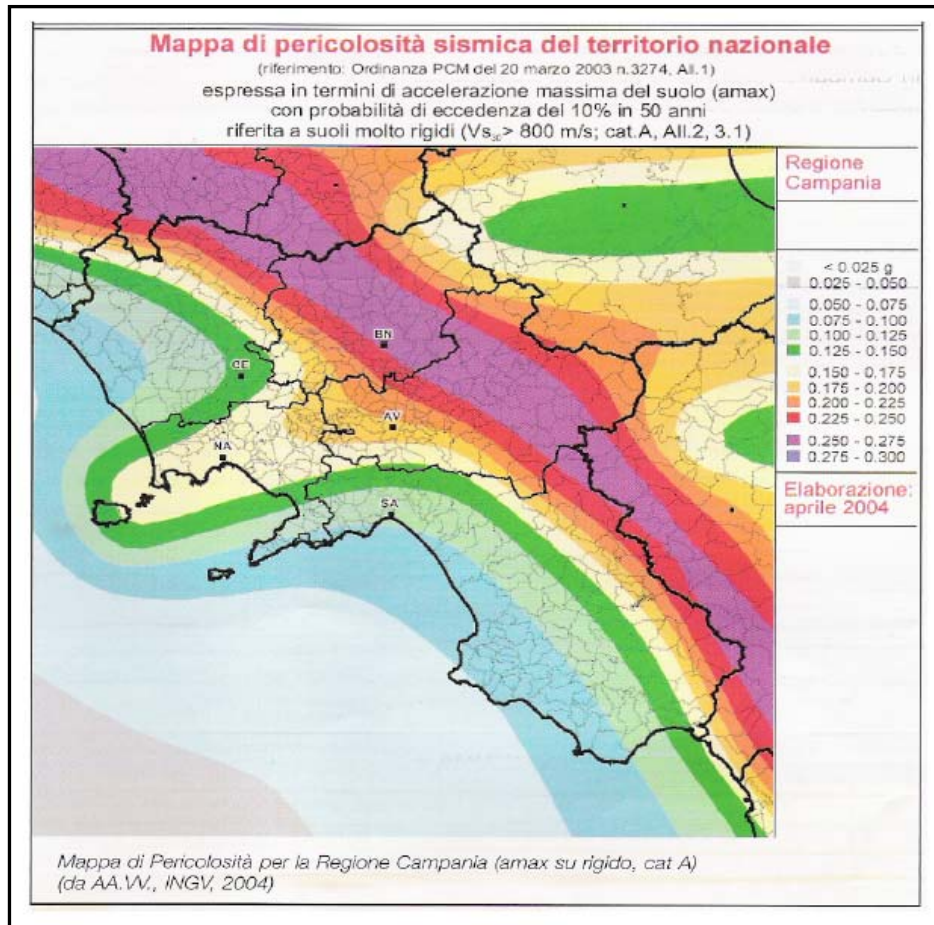 Mappa di pericolosità sismica del territorio nazionale
(riferimento: Ordinanza PCM del 20 marzo 2003 n.3274, All.1)
espressa in termini di accelerazione massima del suolo (amax)
con probabilità di eccedenza del 10% in 50 anni
riferita a suoli molto rigidi (Vs₃₀> 800 m/s; cat.A, All.2, 3.1)
Regione
Campania
< 0.025 g
0.025 - 0.050
0.050 - 0.075
0.075 - 0.100
0.100 - 0.125
0.125 - 0.150
0.150 - 0.175
0.175 - 0.200
0.200 - 0.225
0.225 - 0.250
0.250 - 0.275
0.275 - 0.300
Elaborazione:
aprile 2004
BN
CE
AV
NA
SA
Mappa di Pericolosità per la Regione Campania (amax su rigido, cat A)
(da AA.VV., INGV, 2004)